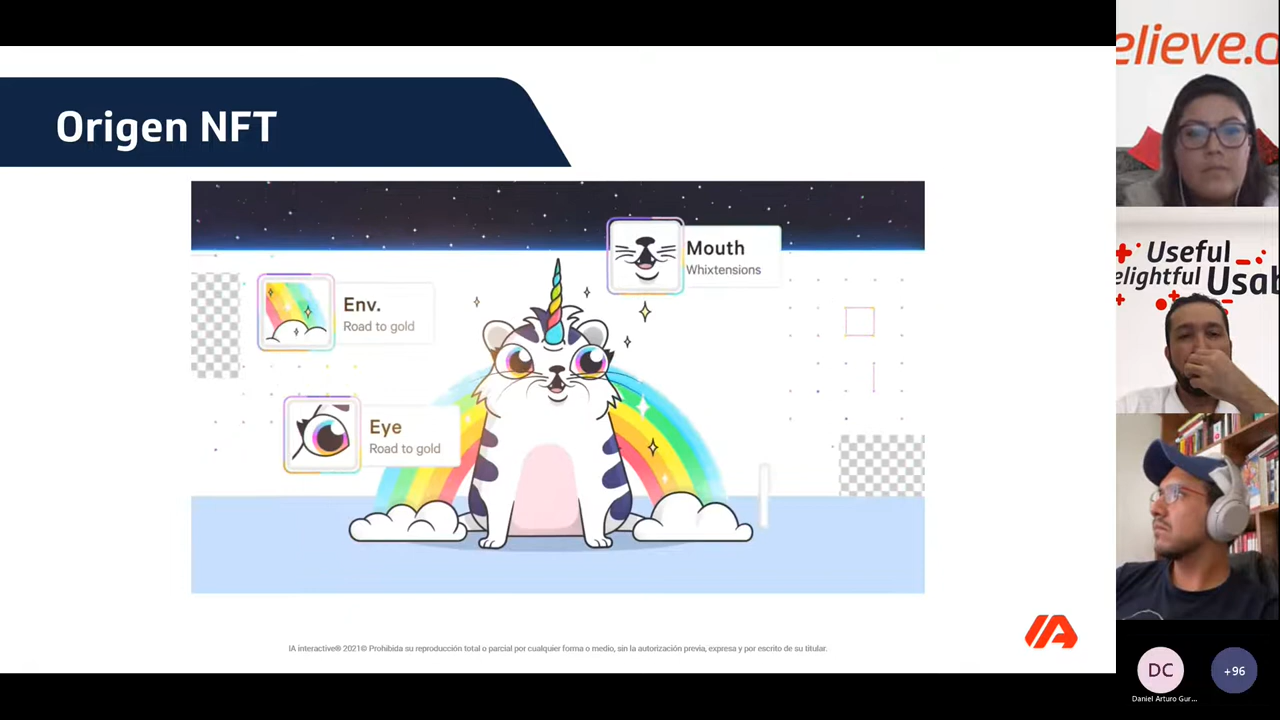 Origen NFT
Mouth
Whixtensions
Env.
Road to gold
Eye
Road to gold
IA interactive® 2021© Prohibida su reproducción total o parcial por cualquier forma o medio, sin la autorización previa, expresa y por escrito de su titular.
IA
elieve.
Useful
elightful Usab
DC
+96
Daniel Arturo Gur...